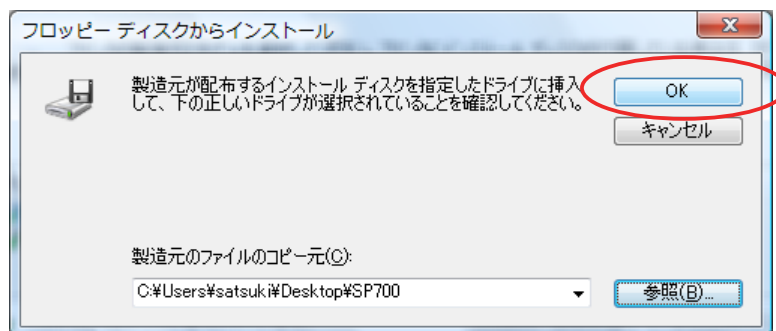 フロッピー ディスクからインストール
製造元が配布するインストール ディスクを指定したドライブに挿入
して、下の正しいドライブが選択されていることを確認してください。
OK
キャンセル
製造元のファイルのコピー元(C):
C:¥Users¥satsuki¥Desktop¥SP700
参照(B)...